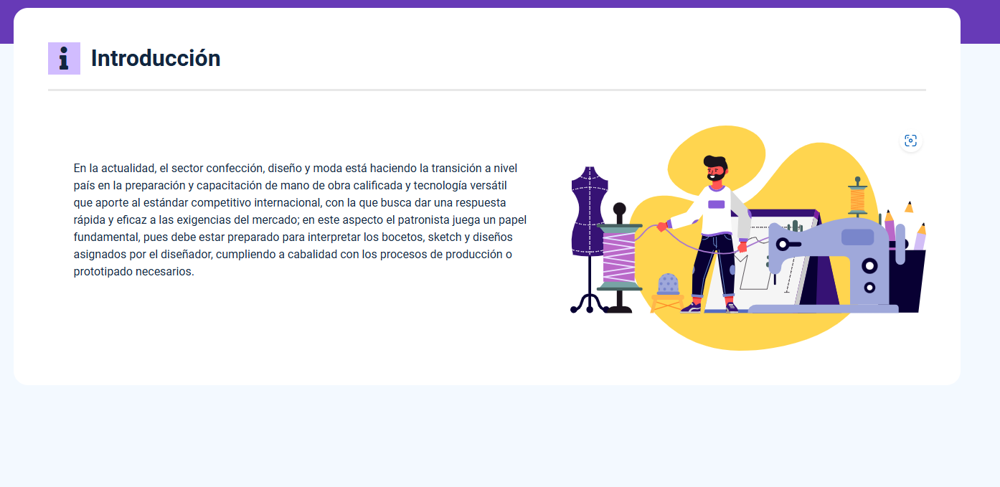 Introducción
En la actualidad, el sector confección, diseño y moda está haciendo la transición a nivel
país en la preparación y capacitación de mano de obra calificada y tecnología versátil
que aporte al estándar competitivo internacional, con la que busca dar una respuesta
rápida y eficaz a las exigencias del mercado; en este aspecto el patronista juega un papel
fundamental, pues debe estar preparado para interpretar los bocetos, sketch y diseños
asignados por el diseñador, cumpliendo a cabalidad con los procesos de producción o
prototipado necesarios.